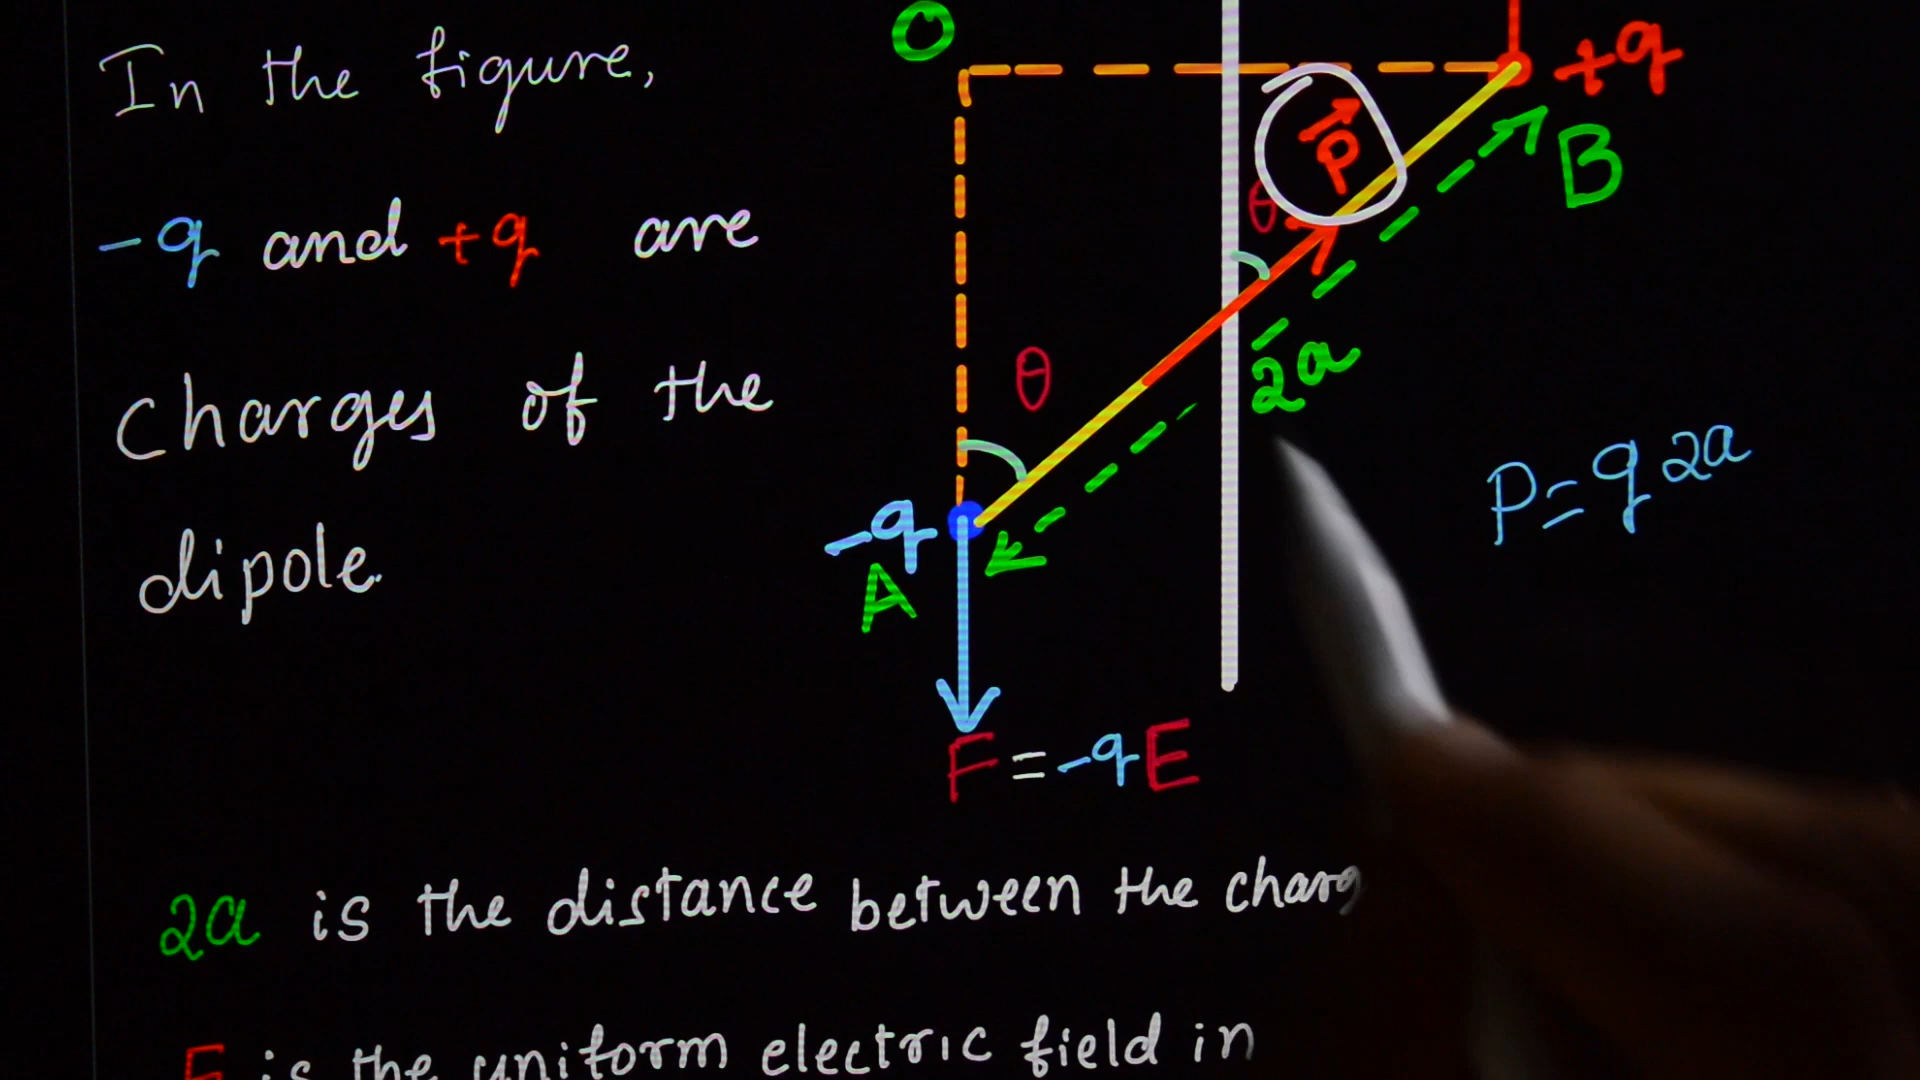 In the figure,
-q and +q are
charges of the
dipole.
O
+q
B
P
θ
2a
θ
-q
A
P = q 2a
F = -qE
2a is the distance between the charg
E is the uniform electric field in